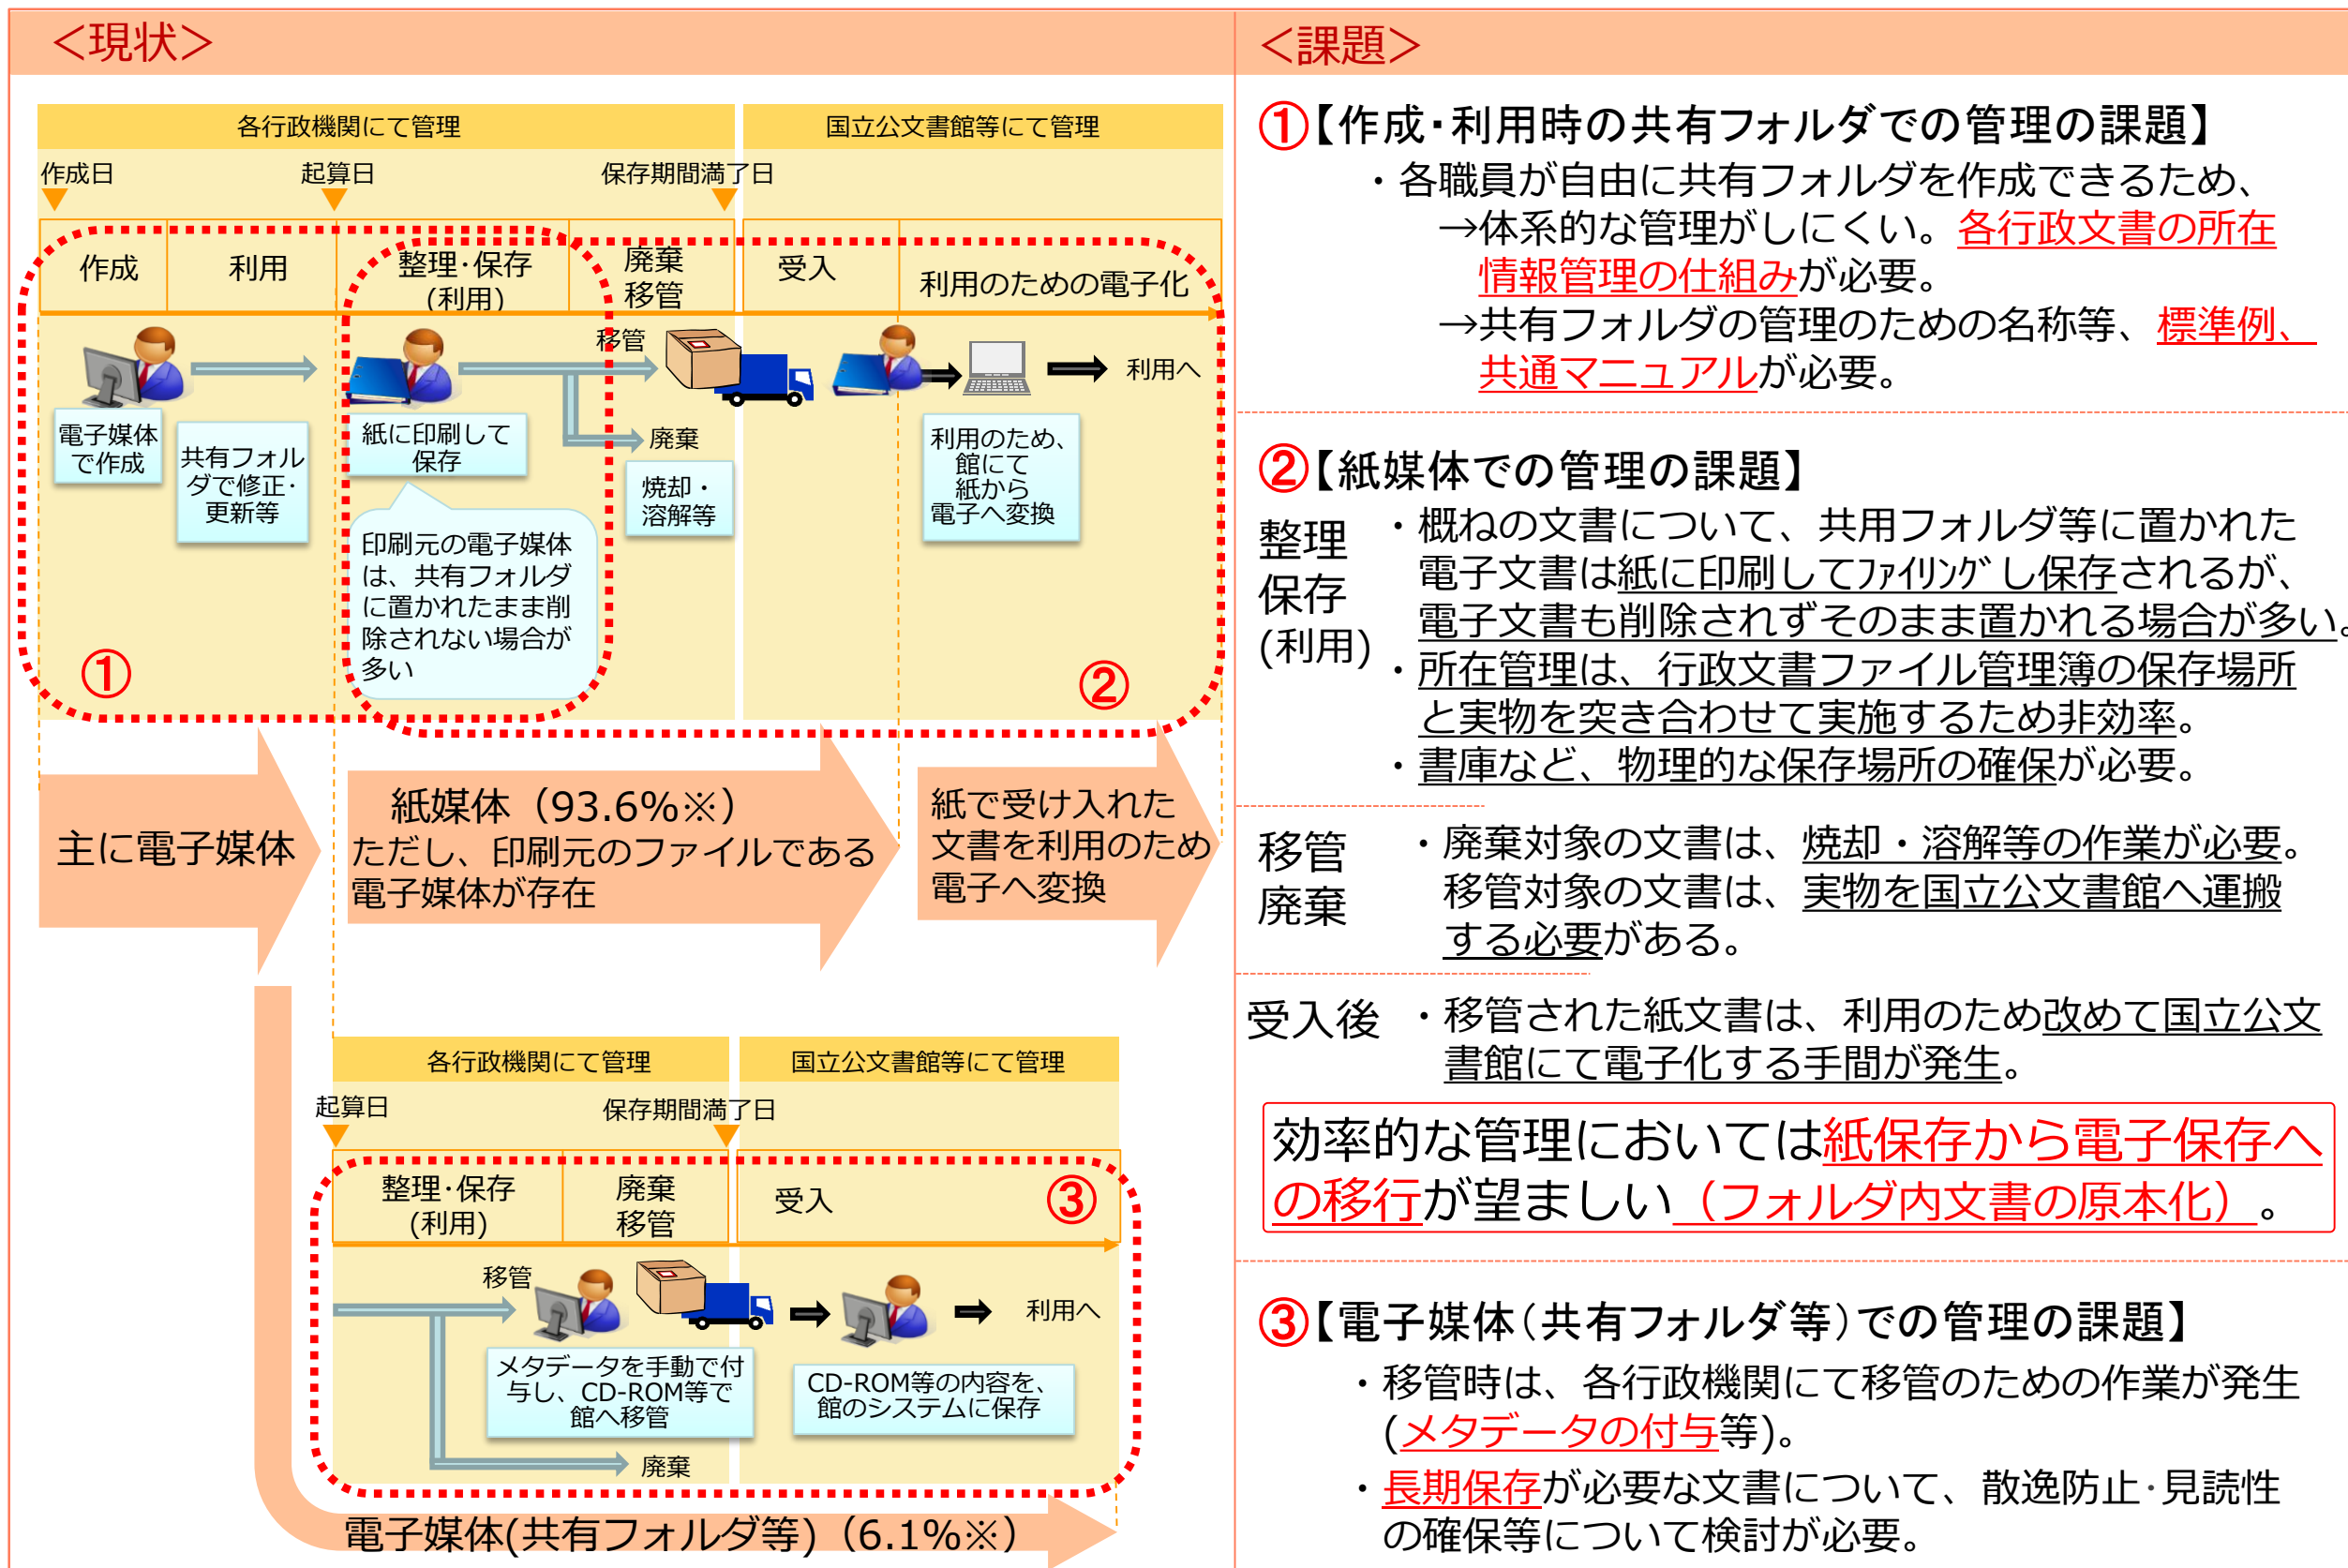 ＜現状＞
各行政機関にて管理
国立公文書館等にて管理
作成日
起算日
保存期間満了日
作成
利用
整理･保存
(利用)
廃棄
移管
受入
利用のための電子化
移管
利用へ
電子媒体
で作成
共有フォル
ダで修正･
更新等
紙に印刷して
保存
廃棄
焼却・
溶解等
利用のため、
館にて
紙から
電子へ変換
印刷元の電子媒体
は、共有フォルダ
に置かれたまま削
除されない場合が
多い
①
②
主に電子媒体
紙媒体（93.6%※）
ただし、印刷元のファイルである
電子媒体が存在
紙で受け入れた
文書を利用のため
電子へ変換
各行政機関にて管理
国立公文書館等にて管理
起算日
保存期間満了日
整理･保存
(利用)
廃棄
移管
受入
③
移管
利用へ
メタデータを手動で付
与し、CD-ROM等で
館へ移管
CD-ROM等の内容を、
館のシステムに保存
廃棄
電子媒体(共有フォルダ等)（6.1%※）
＜課題＞
①【作成・利用時の共有フォルダでの管理の課題】
・各職員が自由に共有フォルダを作成できるため、
→体系的な管理がしにくい。各行政文書の所在
情報管理の仕組みが必要。
→共有フォルダの管理のための名称等、標準例、
共通マニュアルが必要。
②【紙媒体での管理の課題】
整理
保存
(利用)
・概ねの文書について、共用フォルダ等に置かれた
電子文書は紙に印刷してﾌｧｲﾘﾝｸﾞし保存されるが、
電子文書も削除されずそのまま置かれる場合が多い。
・所在管理は、行政文書ファイル管理簿の保存場所
と実物を突き合わせて実施するため非効率。
・書庫など、物理的な保存場所の確保が必要。
移管
廃棄
・廃棄対象の文書は、焼却・溶解等の作業が必要。
移管対象の文書は、実物を国立公文書館へ運搬
する必要がある。
受入後
・移管された紙文書は、利用のため改めて国立公文
書館にて電子化する手間が発生。
効率的な管理においては紙保存から電子保存へ
の移行が望ましい（フォルダ内文書の原本化）。
③【電子媒体（共有フォルダ等）での管理の課題】
・移管時は、各行政機関にて移管のための作業が発生
(メタデータの付与等)。
・長期保存が必要な文書について、散逸防止･見読性
の確保等について検討が必要。